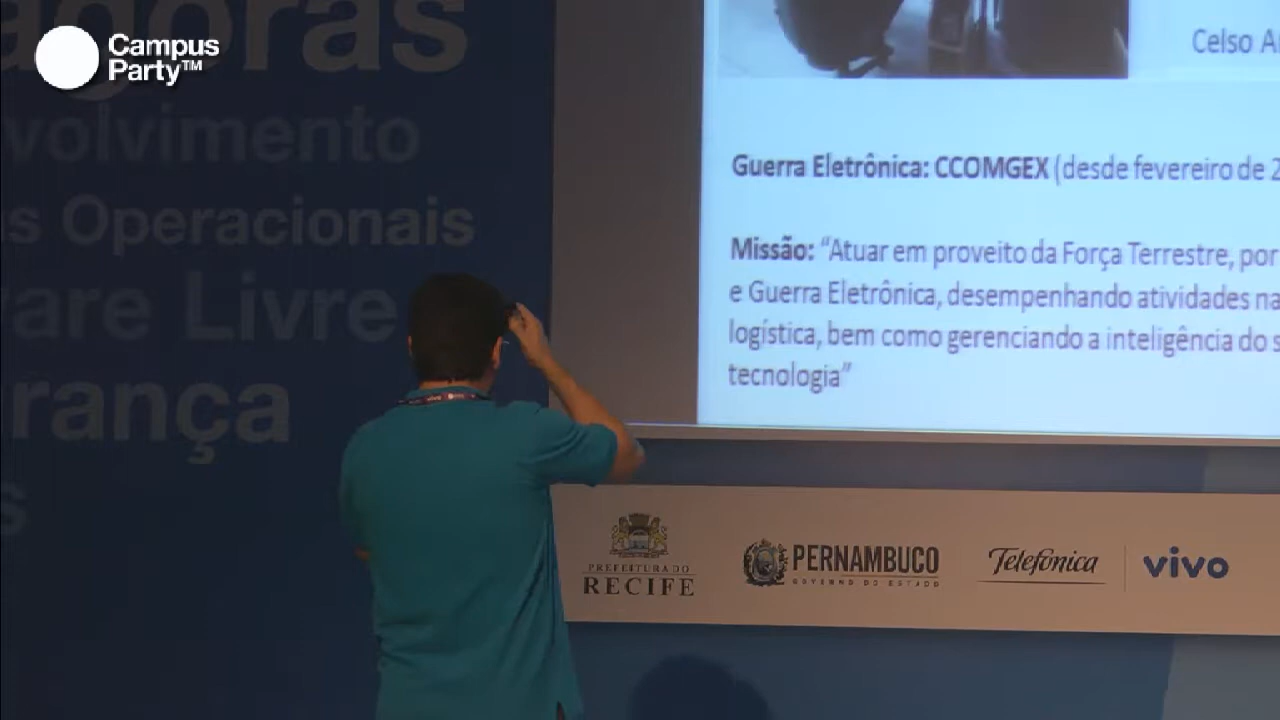 Campus
Party™
volvimento
s Operacionais
are Livre
rança
s
Celso A
Guerra Eletrônica: CCOMGEX (desde fevereiro de 2
Missão: “Atuar em proveito da Força Terrestre, por
e Guerra Eletrônica, desempenhando atividades na
logística, bem como gerenciando a inteligência do s
tecnologia”
PREFEITURA DO
RECIFE
PERNAMBUCO
GOVERNO DO ESTADO
Telefónica
vivo